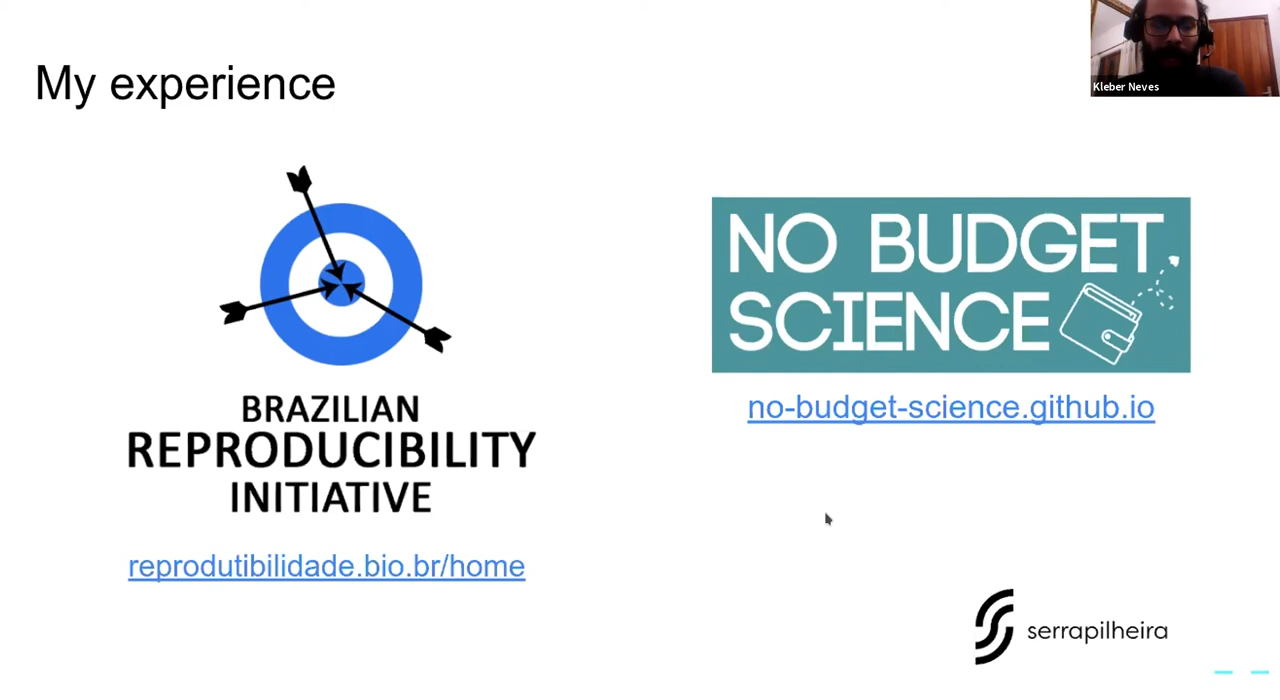 My experience
Kleber Neves
BRAZILIAN
REPRODUCIBILITY
INITIATIVE
reprodutibilidade.bio.br/home
NO BUDGET
SCIENCE
no-budget-science.github.io
serrapilheira